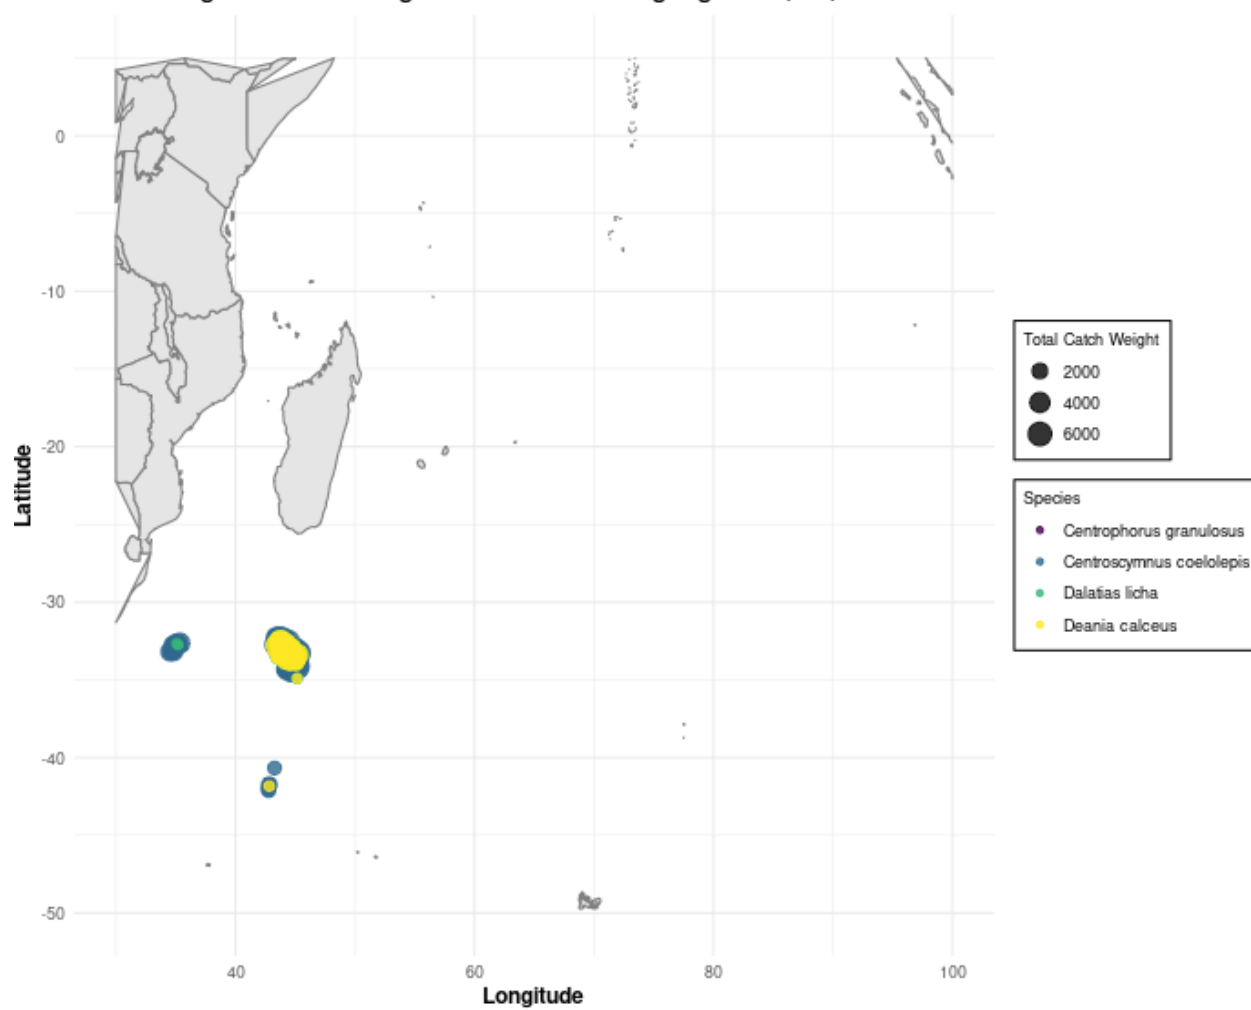 0
-10
-20
-30
-40
-50
Latitude
40
60
80
100
Longitude
Total Catch Weight
2000
4000
6000
Species
Centrophorus granulosus
Centroscymnus coelolepis
Dalatias licha
Deania calceus